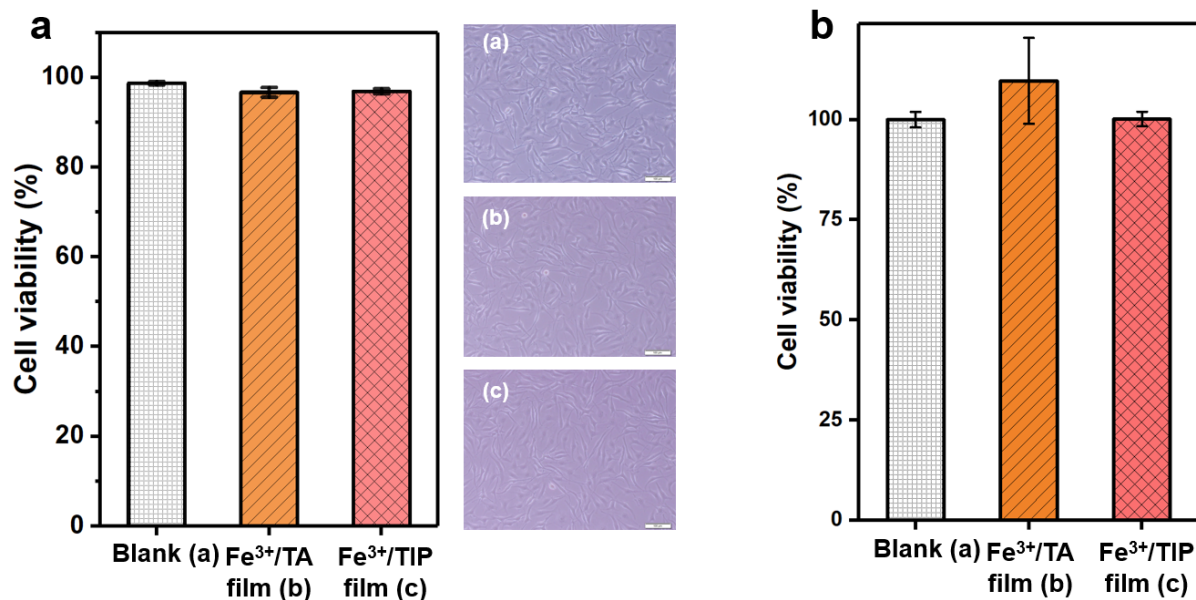 a
Cell viability (%)
100
80
60
40
20
0
Blank (a)
Fe³⁺/TA
film (b)
Fe³⁺/TIP
film (c)
(a)
(b)
(c)
b
Cell viability (%)
100
75
50
25
0
Blank (a)
Fe³⁺/TA
film (b)
Fe³⁺/TIP
film (c)